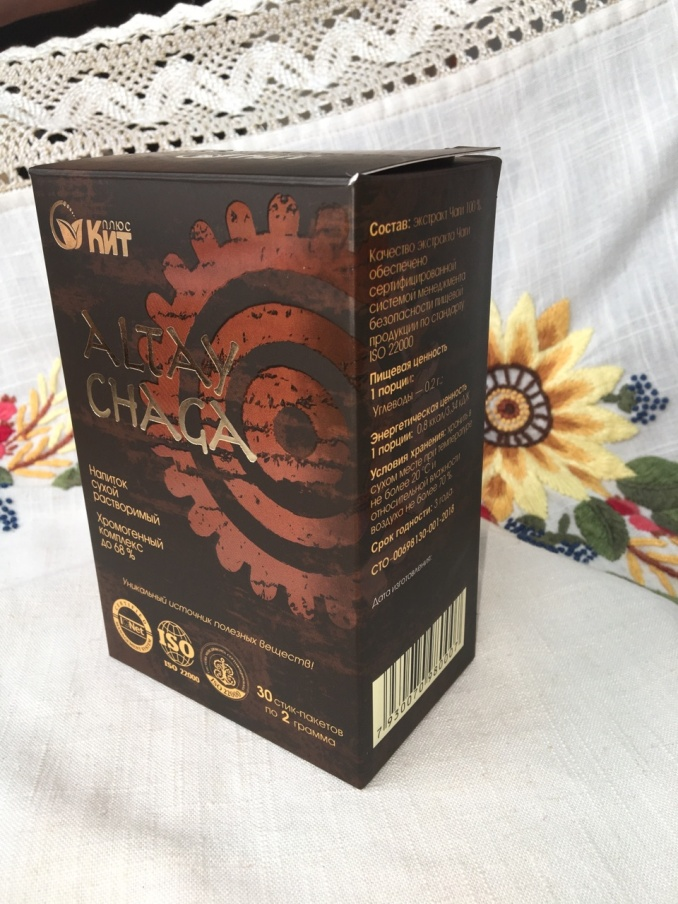 ПЛЮС
КИТ
ALTAY
CHAGA
Напиток
сухой
растворимый
Хромогенный
комплекс
до 68 %
Уникальный источник полезных веществ!
Net
ISO
ISO 22000
ISO 22000
30 стик-пакетов
по 2 грамма
Состав: экстракт Чаги 100 %
Качество экстракта Чаги
обеспечено
сертифицированной
системой менеджмента
безопасности пищевой
продукции по стандарту
ISO 22000
Пищевая ценность
1 порции:
Углеводы — 0,2 г.;
Энергетическая ценность
1 порции: 0,8 ккал/3,34 кДж
Условия хранения: хранить в
сухом месте при температуре
не более 20 °C и
относительной влажности
воздуха не более 70 %
Срок годности: 3 года
СТО-00698130-001-2018
Дата изготовления: